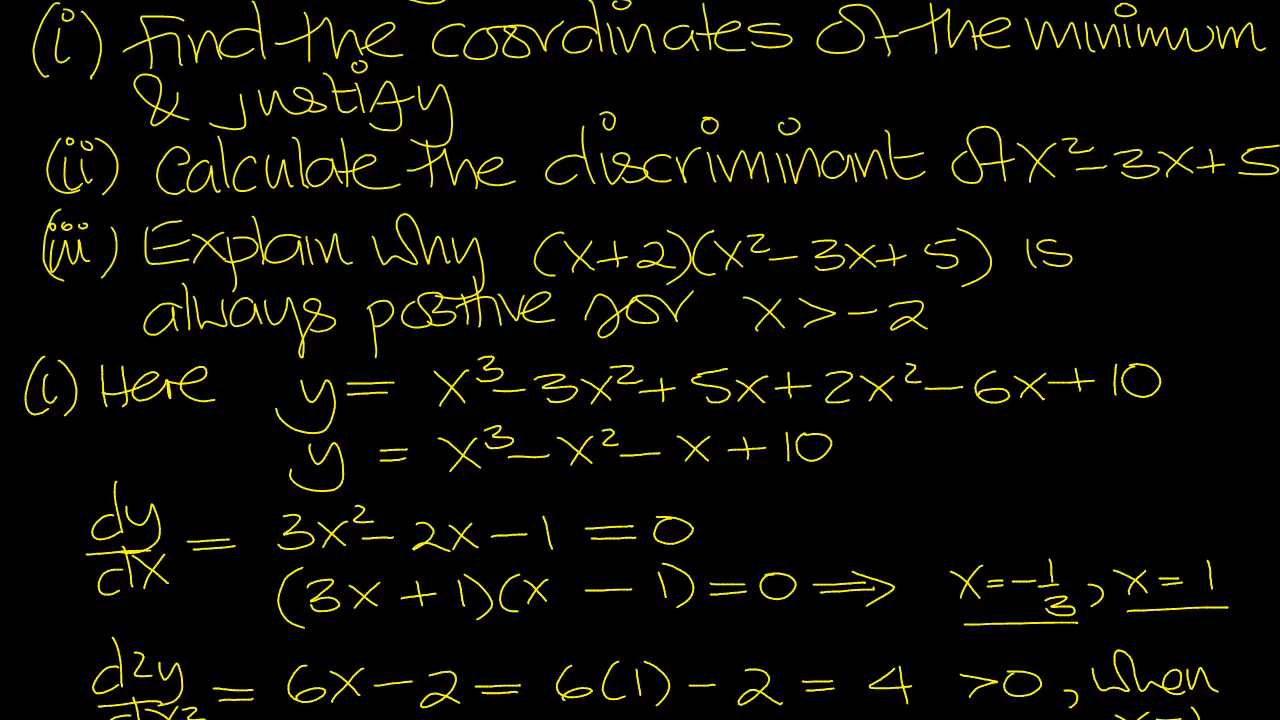 (i) Find the coordinates of the minimum
& justify
(ii) Calculate the discriminant of x² - 3x + 5
(iii) Explain why (x+2)(x² - 3x + 5) is
always positive for x > -2
(i) Here y = x³ - 3x² + 5x + 2x² - 6x + 10
y = x³ - x² - x + 10
dy/dx = 3x² - 2x - 1 = 0
(3x + 1)(x - 1) = 0 ⟹ x = -1/3, x = 1
d²y/dx² = 6x - 2 = 6(1) - 2 = 4 > 0, when
x=1